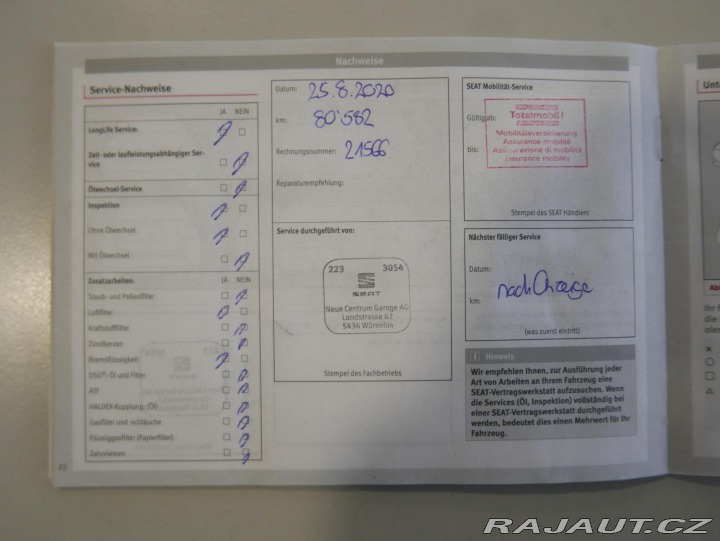 Nachweise
Service-Nachweise
JA NEIN
LongLife Service:
Zeit- oder laufleistungsabhängiger Ser-
vice
Ölwechsel-Service
Inspektion
Ohne Ölwechsel
Mit Ölwechsel
Zusatzarbeiten: JA NEIN
Staub- und Pollenfilter
Luftfilter
Kraftstofffilter
Zündkerzen
Bremsflüssigkeit
DSG®: Öl und Filter
ATF
HALDEX-Kupplung: (Öl)
Gasfilter und -schläuche
Flüssiggasfilter (Papierfilter)
Zahnriemen
22
Datum: 25.8.2020
km: 80'582
Rechnungsnummer: 21566
Reparaturempfehlung:
Service durchgeführt von:
223 3054
SEAT
Neue Centrum Garage AG
Landstrasse 62
5436 Würenlos
Stempel des Fachbetriebs
SEAT Mobilität-Service
Gültig ab:
bis:
Totalmobil!
Mobilitätsversicherung
Assurance mobilité
Assicurazione di mobilità
Insurance mobility
Stempel des SEAT Händlers
Nächster fälliger Service
Datum:
km:
nach Anzeige
(was zuerst eintritt)
i Hinweis
Wir empfehlen Ihnen, zur Ausführung jeder
Art von Arbeiten an Ihrem Fahrzeug eine
SEAT-Vertragswerkstatt aufzusuchen. Wenn
die Services (Öl, Inspektion) vollständig bei
einer SEAT-Vertragswerkstatt durchgeführt
werden, bedeutet dies einen Mehrwert für Ihr
Fahrzeug.
RAJAUT.CZ